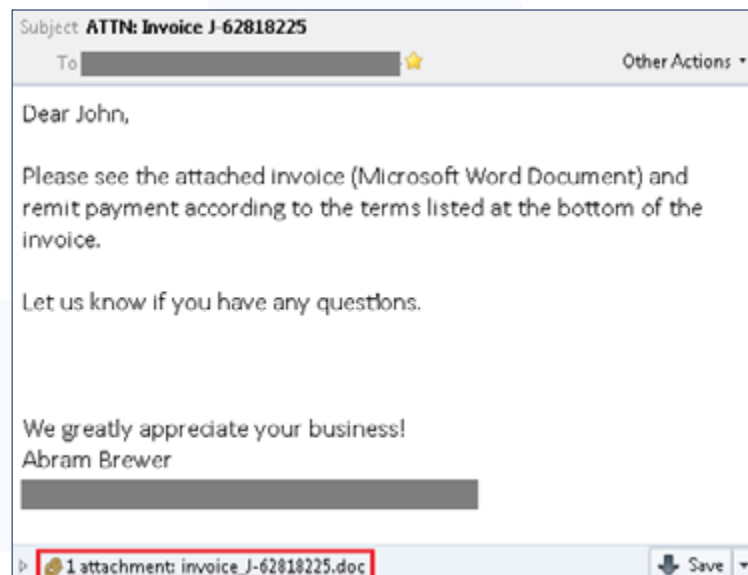 Subject ATTN: Invoice J-62818225
To
Other Actions
Dear John,
Please see the attached invoice (Microsoft Word Document) and
remit payment according to the terms listed at the bottom of the
invoice.
Let us know if you have any questions.
We greatly appreciate your business!
Abram Brewer
1 attachment: invoice_J-62818225.doc
Save